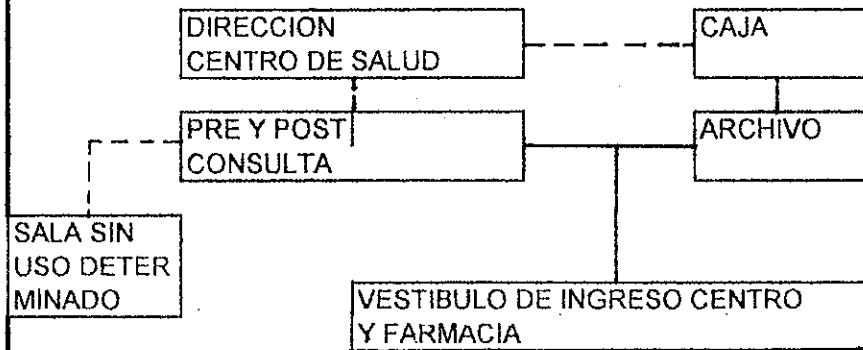 DIRECCION
CENTRO DE SALUD
CAJA
PRE Y POST
CONSULTA
ARCHIVO
SALA SIN
USO DETER
MINADO
VESTIBULO DE INGRESO CENTRO
Y FARMACIA